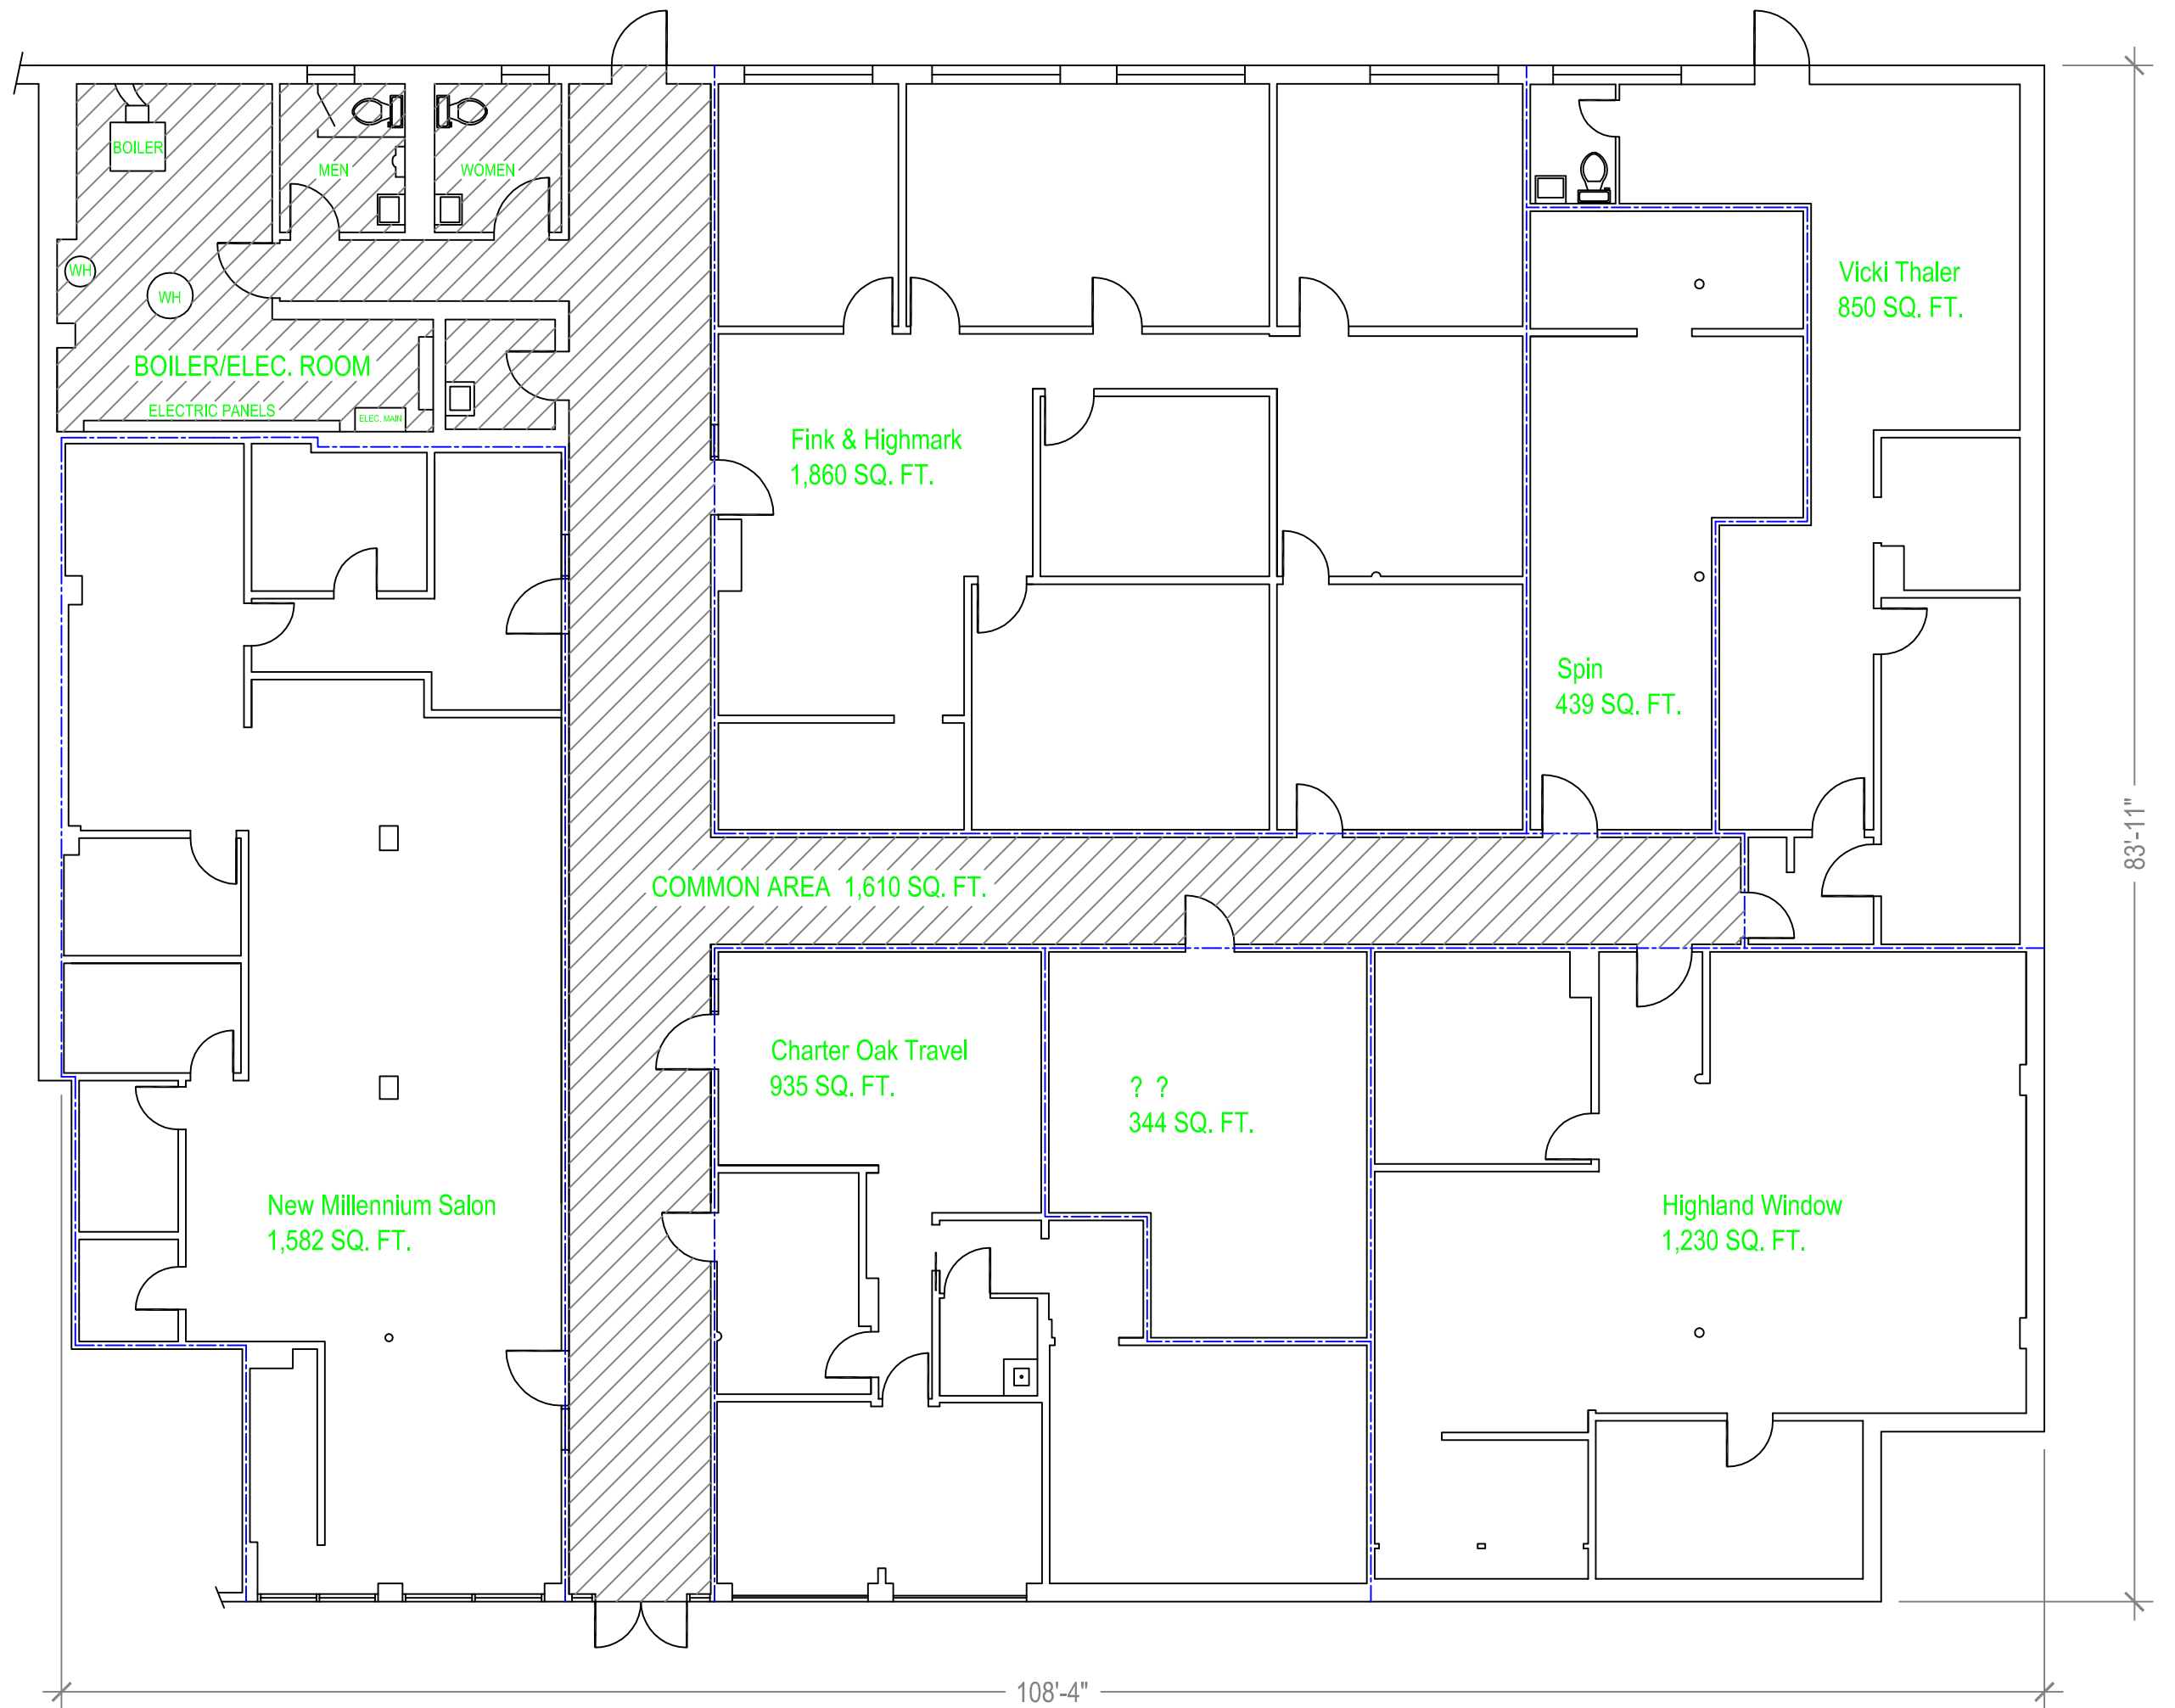 BOILER
MEN
WOMEN
WH
WH
BOILER/ELEC. ROOM
ELECTRIC PANELS
ELEC. MAIN
Vicki Thaler
850 SQ. FT.
Fink & Highmark
1,860 SQ. FT.
Spin
439 SQ. FT.
83'-11"
COMMON AREA 1,610 SQ. FT.
Charter Oak Travel
935 SQ. FT.
? ?
344 SQ. FT.
New Millennium Salon
1,582 SQ. FT.
Highland Window
1,230 SQ. FT.
108'-4"